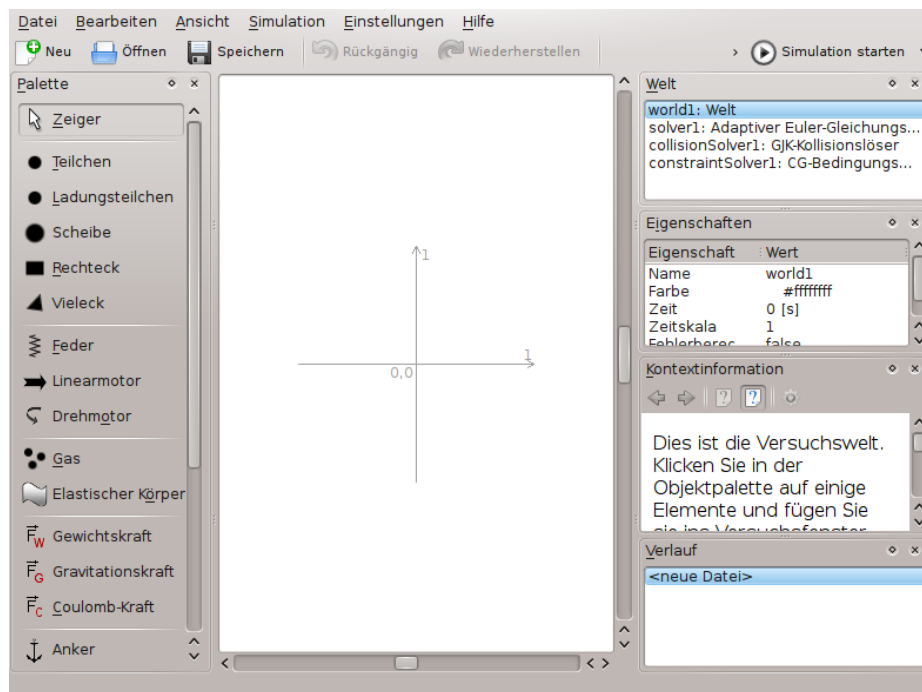 Datei Bearbeiten Ansicht Simulation Einstellungen Hilfe
Neu Öffnen Speichern Rückgängig Wiederherstellen Simulation starten
Palette
Zeiger
Teilchen
Ladungsteilchen
Scheibe
Rechteck
Vieleck
Feder
Linearmotor
Drehmotor
Gas
Elastischer Körper
F W Gewichtskraft
F G Gravitationskraft
F C Coulomb-Kraft
Anker
1
1
0,0
Welt
world1: Welt
solver1: Adaptiver Euler-Gleichungs...
collisionSolver1: GJK-Kollisionslöser
constraintSolver1: CG-Bedingungs...
Eigenschaften
Eigenschaft Wert
Name world1
Farbe #ffffffff
Zeit 0 [s]
Zeitskala 1
Fehlerberec false
Kontextinformation
Dies ist die Versuchswelt.
Klicken Sie in der
Objektpalette auf einige
Elemente und fügen Sie
sie ins Versuchsfenster
Verlauf
<neue Datei>